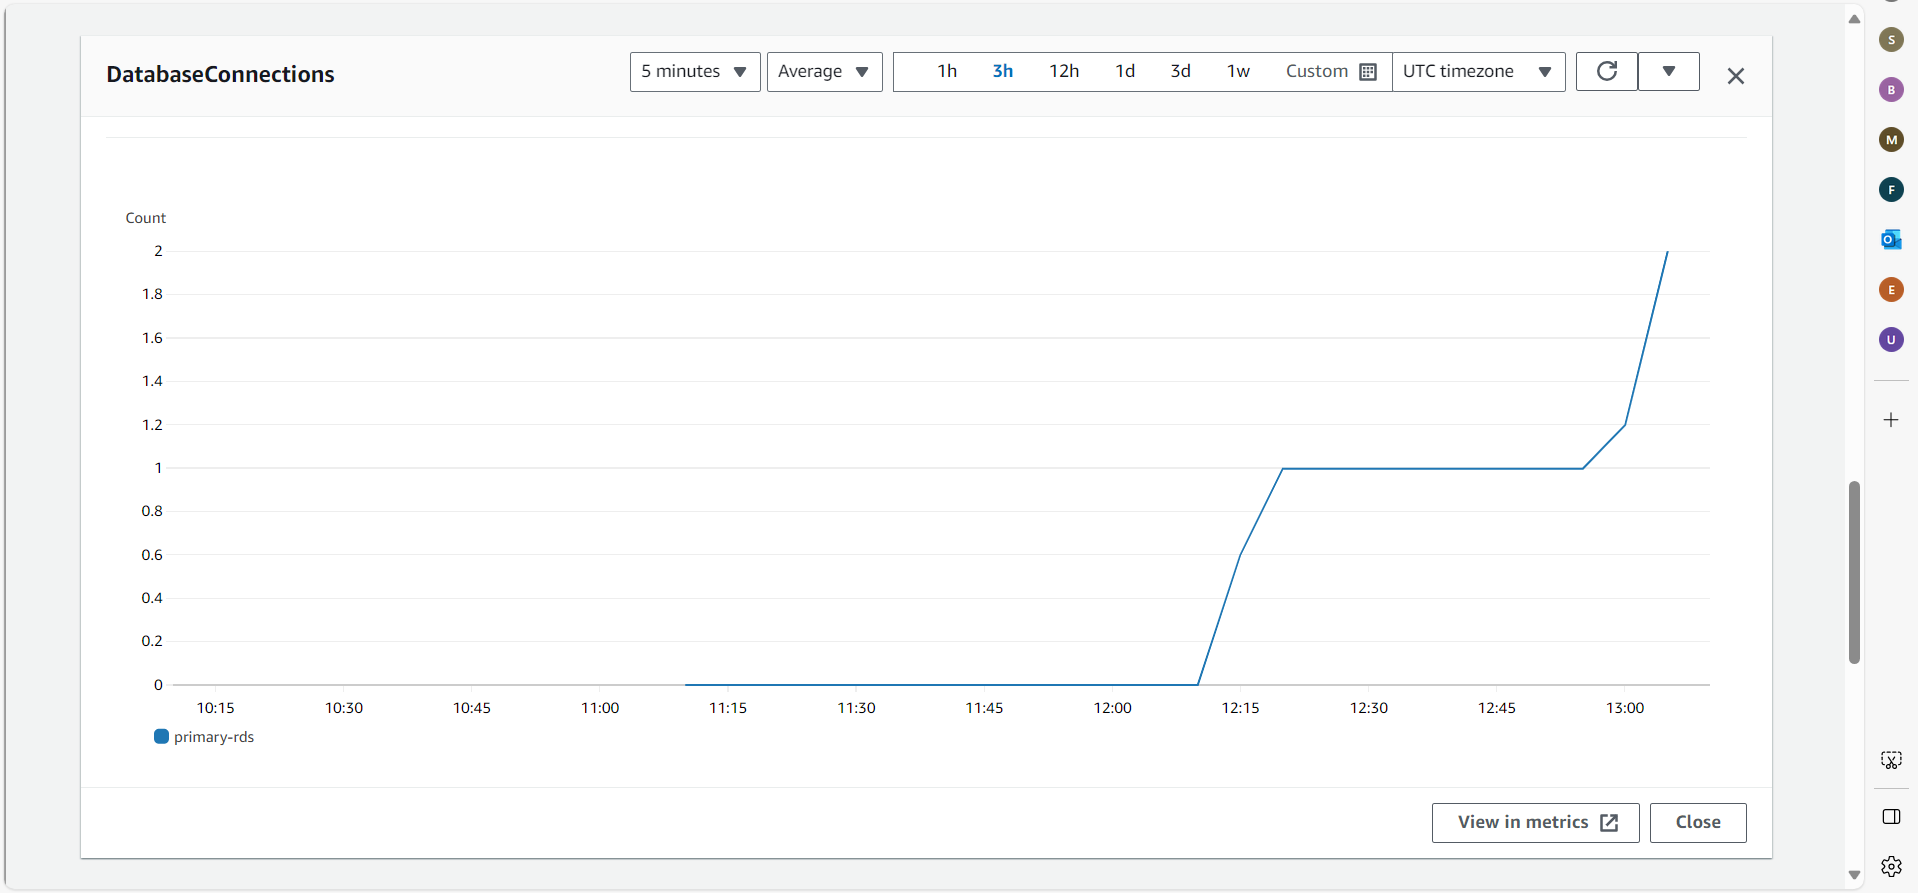 DatabaseConnections
5 minutes Average 1h 3h 12h 1d 3d 1w Custom UTC timezone
Count
2
1.8
1.6
1.4
1.2
1
0.8
0.6
0.4
0.2
0
10:15 10:30 10:45 11:00 11:15 11:30 11:45 12:00 12:15 12:30 12:45 13:00
primary-rds
View in metrics Close
S
B
M
F
O
E
U